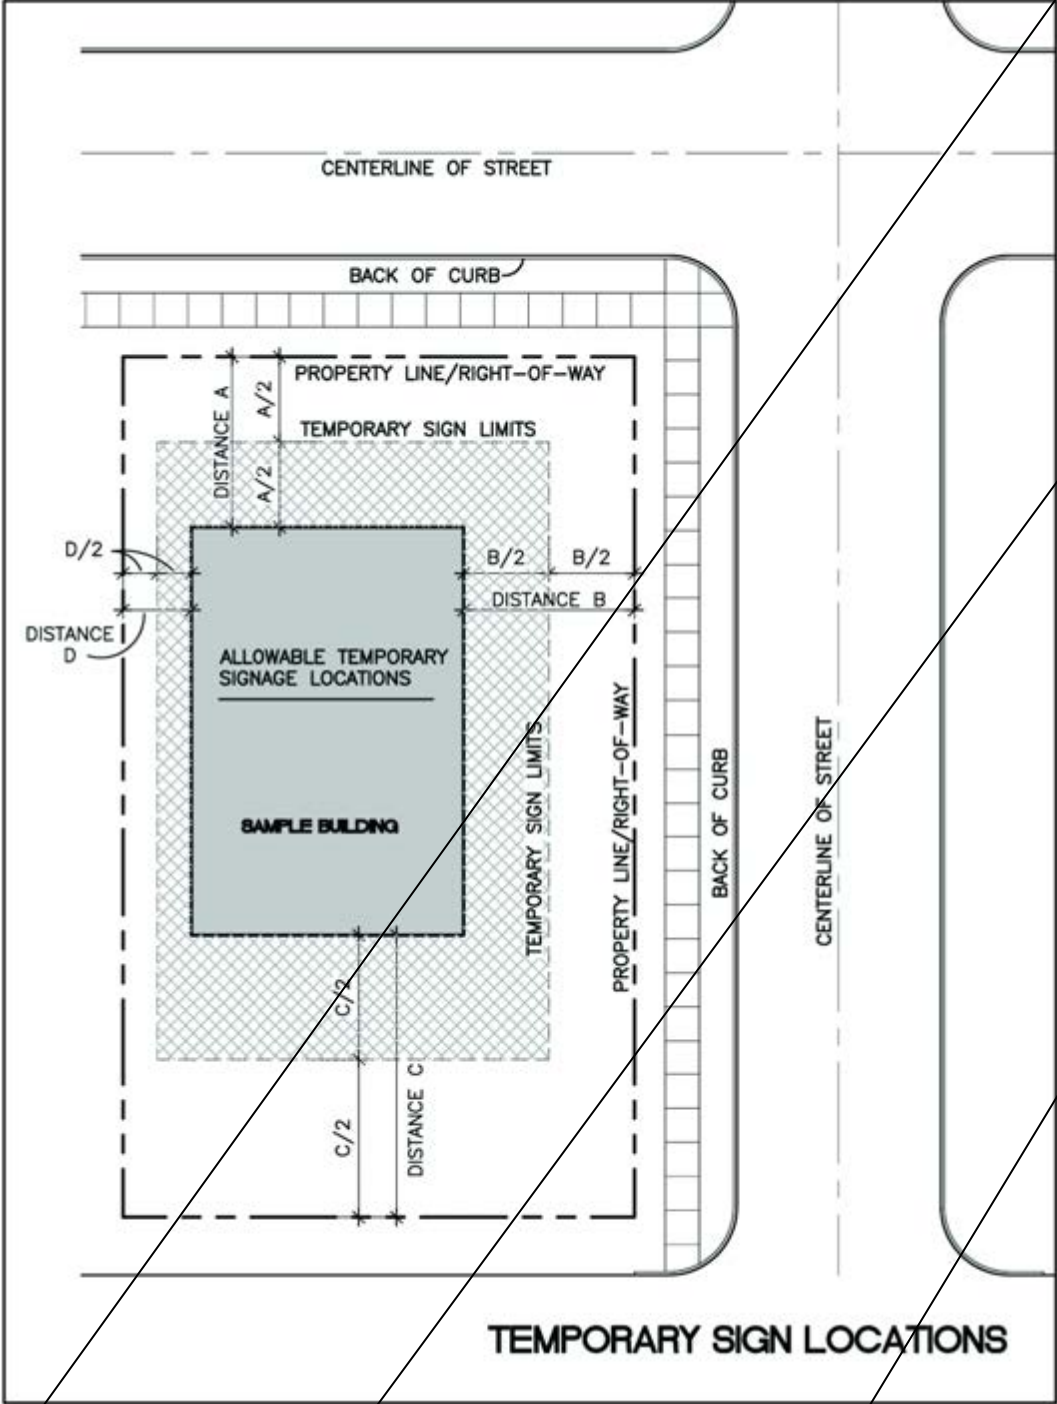 CENTERLINE OF STREET
BACK OF CURB
PROPERTY LINE/RIGHT-OF-WAY
DISTANCE A
A/2
TEMPORARY SIGN LIMITS
A/2
D/2
B/2
B/2
DISTANCE B
DISTANCE
D
ALLOWABLE TEMPORARY
SIGNAGE LOCATIONS
SAMPLE BUILDING
TEMPORARY SIGN LIMITS
PROPERTY LINE/RIGHT-OF-WAY
BACK OF CURB
CENTERLINE OF STREET
C/2
C/2
DISTANCE C
TEMPORARY SIGN LOCATIONS